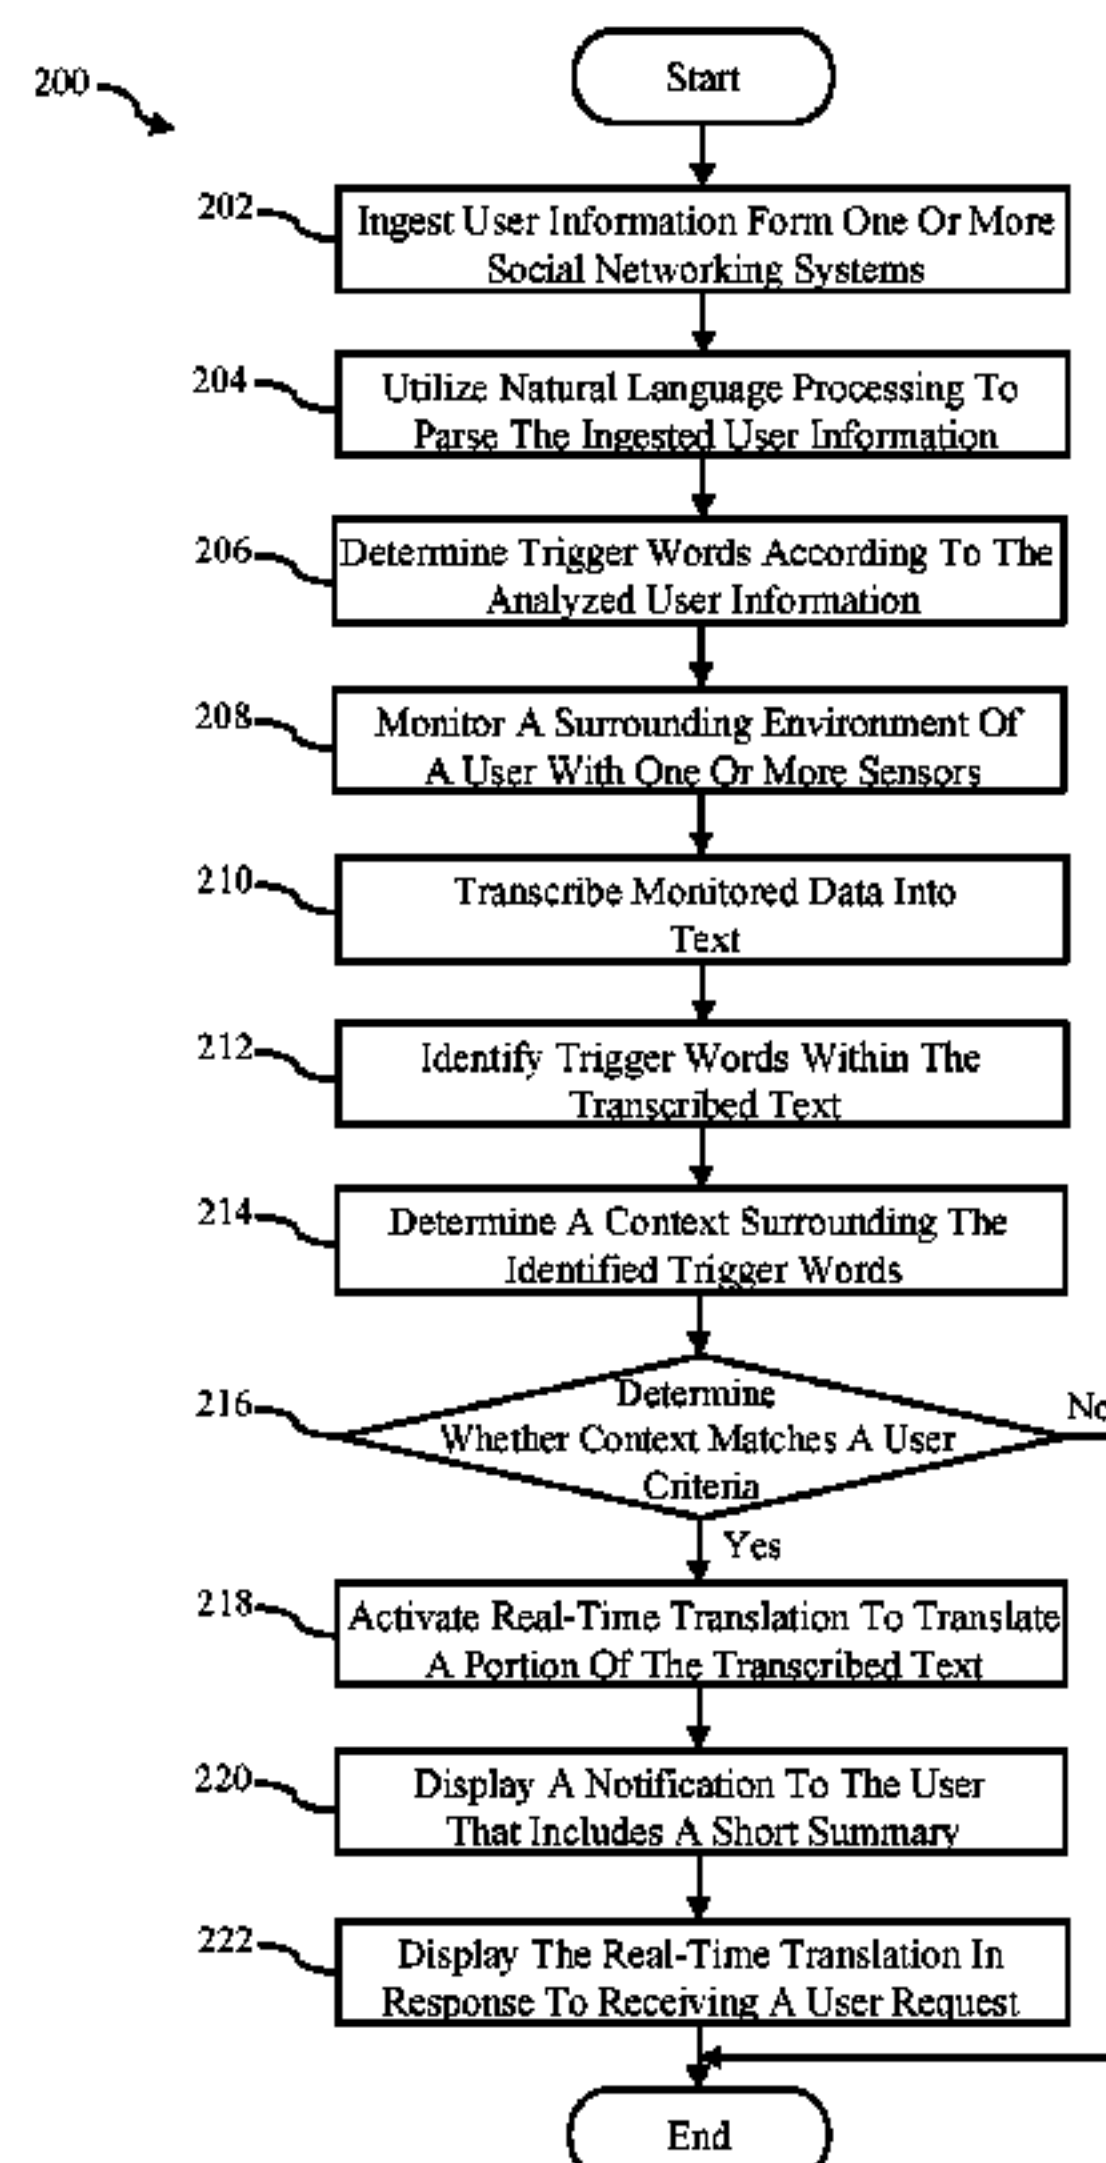 Start
200
202
Ingest User Information Form One Or More
Social Networking Systems
204
Utilize Natural Language Processing To
Parse The Ingested User Information
206
Determine Trigger Words According To The
Analyzed User Information
208
Monitor A Surrounding Environment Of
A User With One Or More Sensors
210
Transcribe Monitored Data Into
Text
212
Identify Trigger Words Within The
Transcribed Text
214
Determine A Context Surrounding The
Identified Trigger Words
216
Determine
Whether Context Matches A User
Criteria
No
Yes
218
Activate Real-Time Translation To Translate
A Portion Of The Transcribed Text
220
Display A Notification To The User
That Includes A Short Summary
222
Display The Real-Time Translation In
Response To Receiving A User Request
End